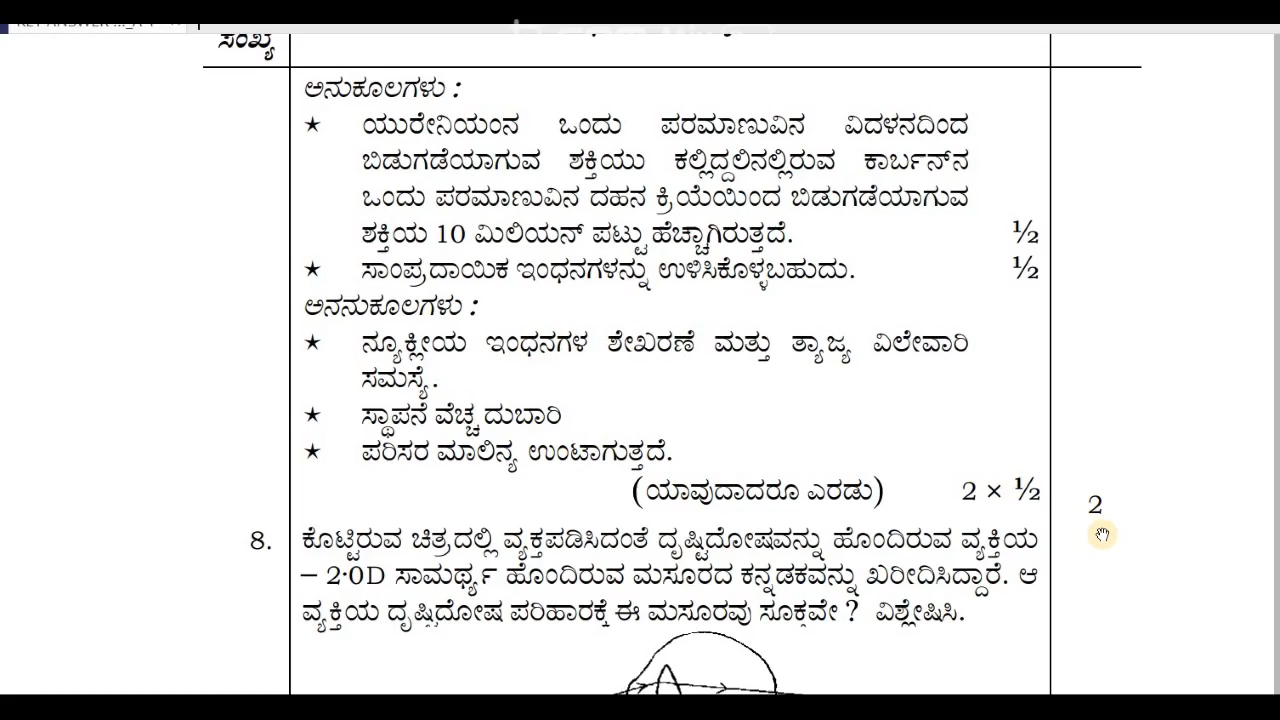 ಸಂಖ್ಯೆ
ಅನುಕೂಲಗಳು :
★ ಯುರೇನಿಯಂನ ಒಂದು ಪರಮಾಣುವಿನ ವಿದಳನದಿಂದ
ಬಿಡುಗಡೆಯಾಗುವ ಶಕ್ತಿಯು ಕಲ್ಲಿದ್ದಲಿನಲ್ಲಿರುವ ಕಾರ್ಬನ್‌ನ
ಒಂದು ಪರಮಾಣುವಿನ ದಹನ ಕ್ರಿಯೆಯಿಂದ ಬಿಡುಗಡೆಯಾಗುವ
ಶಕ್ತಿಯ 10 ಮಿಲಿಯನ್ ಪಟ್ಟು ಹೆಚ್ಚಾಗಿರುತ್ತದೆ. ½
★ ಸಾಂಪ್ರದಾಯಿಕ ಇಂಧನಗಳನ್ನು ಉಳಿಸಿಕೊಳ್ಳಬಹುದು. ½
ಅನನುಕೂಲಗಳು :
★ ನ್ಯೂಕ್ಲೀಯ ಇಂಧನಗಳ ಶೇಖರಣೆ ಮತ್ತು ತ್ಯಾಜ್ಯ ವಿಲೇವಾರಿ
ಸಮಸ್ಯೆ.
★ ಸ್ಥಾಪನೆ ವೆಚ್ಚ ದುಬಾರಿ
★ ಪರಿಸರ ಮಾಲಿನ್ಯ ಉಂಟಾಗುತ್ತದೆ.
(ಯಾವುದಾದರೂ ಎರಡು) 2 × ½ 2
8. ಕೊಟ್ಟಿರುವ ಚಿತ್ರದಲ್ಲಿ ವ್ಯಕ್ತಪಡಿಸಿದಂತೆ ದೃಷ್ಟಿದೋಷವನ್ನು ಹೊಂದಿರುವ ವ್ಯಕ್ತಿಯ
– 2·0D ಸಾಮರ್ಥ್ಯ ಹೊಂದಿರುವ ಮಸೂರದ ಕನ್ನಡಕವನ್ನು ಖರೀದಿಸಿದ್ದಾರೆ. ಆ
ವ್ಯಕ್ತಿಯ ದೃಷ್ಟಿದೋಷ ಪರಿಹಾರಕ್ಕೆ ಈ ಮಸೂರವು ಸೂಕ್ತವೇ ? ವಿಶ್ಲೇಷಿಸಿ.